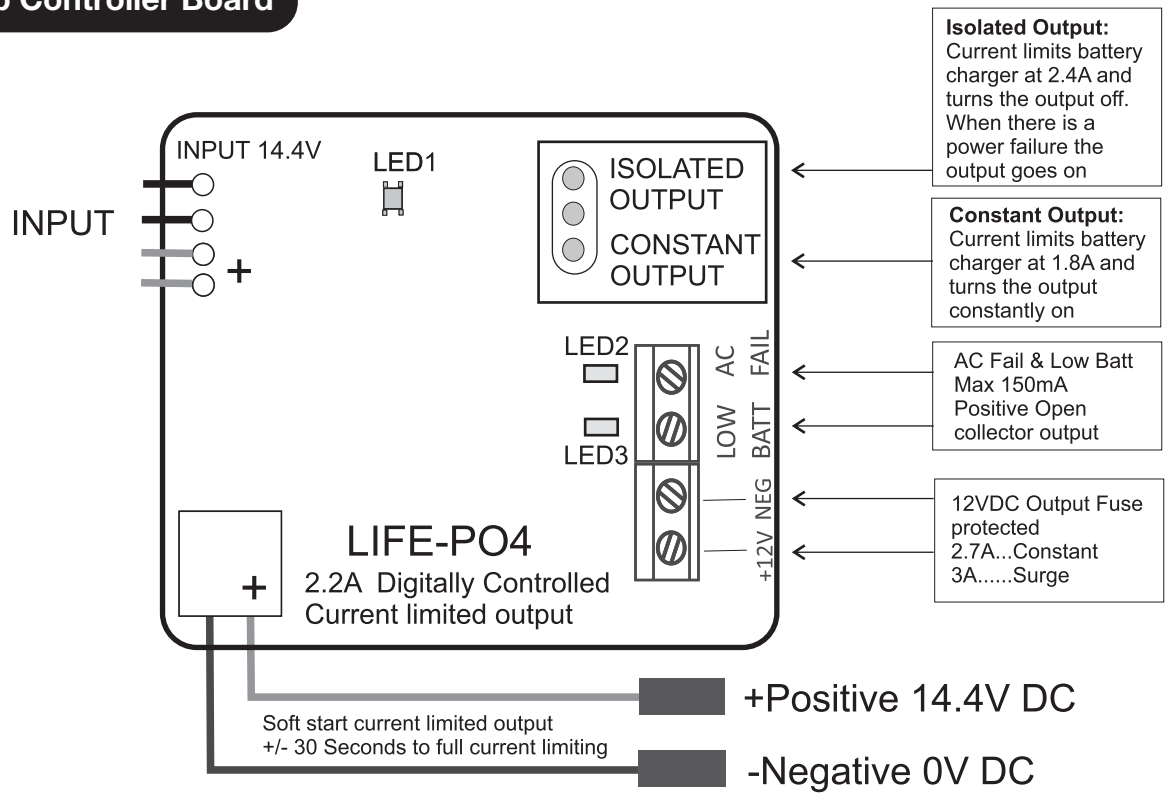 Controller Board
Isolated Output:
Current limits battery
charger at 2.4A and
turns the output off.
When there is a
power failure the
output goes on
Constant Output:
Current limits battery
charger at 1.8A and
turns the output
constantly on
AC Fail & Low Batt
Max 150mA
Positive Open
collector output
12VDC Output Fuse
protected
2.7A...Constant
3A......Surge
INPUT 14.4V
INPUT
+
LED1
ISOLATED
OUTPUT
CONSTANT
OUTPUT
LED2
LED3
AC
FAIL
LOW
BATT
NEG
+12V
LIFE-PO4
2.2A Digitally Controlled
Current limited output
+
+Positive 14.4V DC
Soft start current limited output
+/- 30 Seconds to full current limiting
-Negative 0V DC